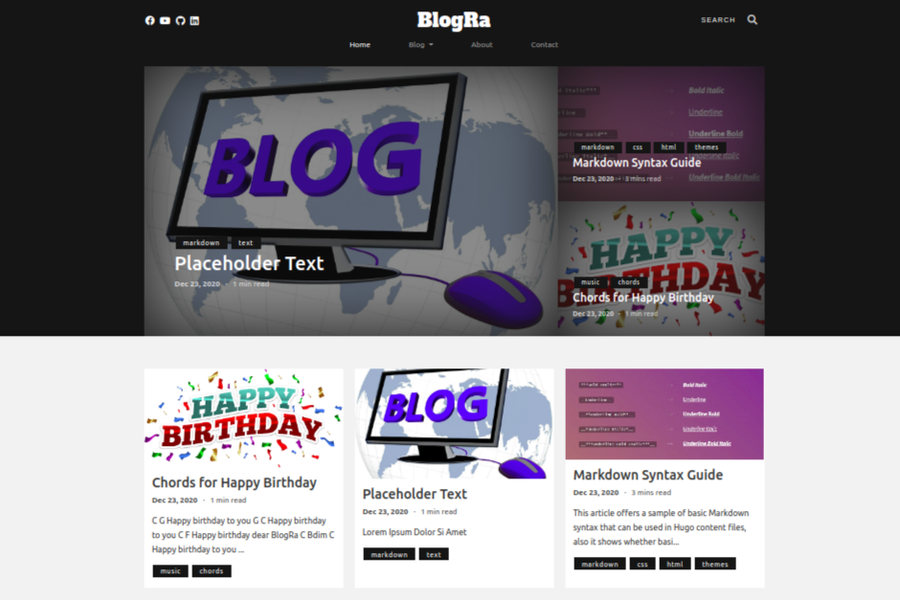 BlogRa
SEARCH
Home
Blog
About
Contact
BLOG
markdown text
Placeholder Text
Dec 23, 2020 · 1 min read
Bold Italic
Underline
Underline Bold
Underline Italic
Underline Bold Italic
markdown css html themes
Markdown Syntax Guide
Dec 23, 2020 · 3 mins read
HAPPY
BIRTHDAY
music chords
Chords for Happy Birthday
Dec 23, 2020 · 1 min read
HAPPY
BIRTHDAY
Chords for Happy Birthday
Dec 23, 2020 · 1 min read
C G Happy birthday to you G C Happy birthday
to you C F Happy birthday dear BlogRa C Bdim C
Happy birthday to you ...
music chords
BLOG
Placeholder Text
Dec 23, 2020 · 1 min read
Lorem Ipsum Dolor Si Amet
markdown text
Bold Italic
Underline
Underline Bold
Underline Italic
Underline Bold Italic
Markdown Syntax Guide
Dec 23, 2020 · 3 mins read
This article offers a sample of basic Markdown
syntax that can be used in Hugo content files,
also it shows whether basi...
markdown css html themes